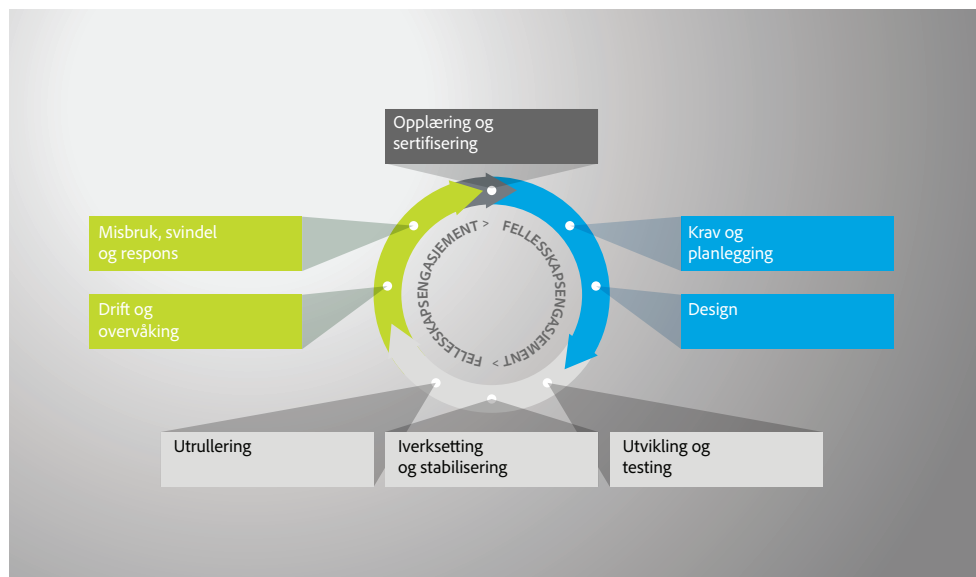 Opplæring og
sertifisering
Misbruk, svindel
og respons
Krav og
planlegging
Drift og
overvåking
Design
FELLESSKAPSENGASJEMENT >
FELLESSKAPSENGASJEMENT >
Utrullering
Iverksetting
og stabilisering
Utvikling og
testing